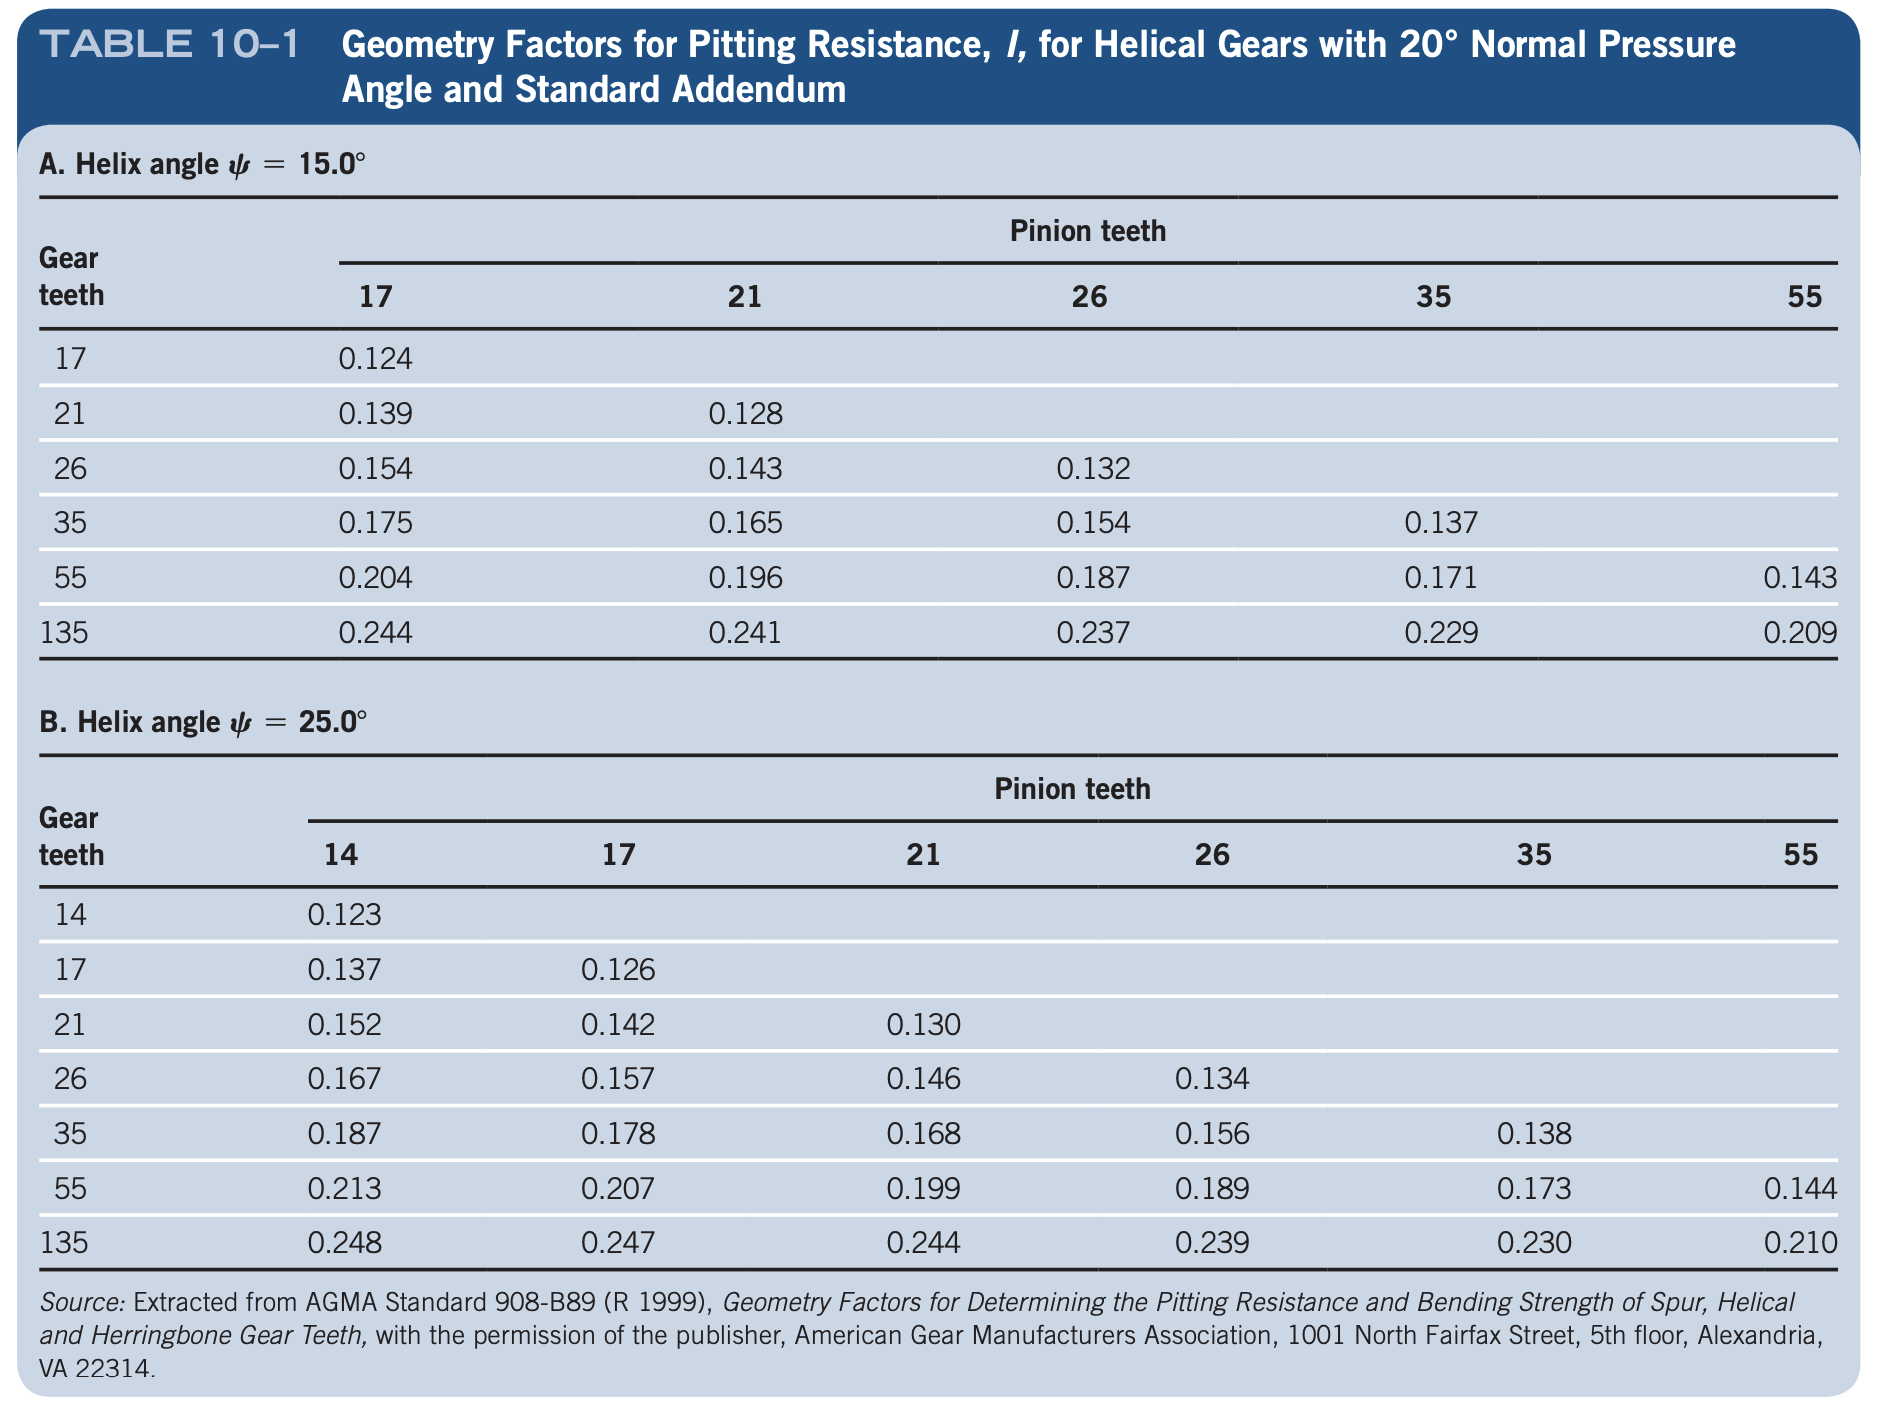 TABLE 10–1 Geometry Factors for Pitting Resistance, I, for Helical Gears with 20° Normal Pressure
Angle and Standard Addendum
A. Helix angle ψ = 15.0°
Pinion teeth
Gear
teeth 17 21 26 35 55
17 0.124
21 0.139 0.128
26 0.154 0.143 0.132
35 0.175 0.165 0.154 0.137
55 0.204 0.196 0.187 0.171 0.143
135 0.244 0.241 0.237 0.229 0.209
B. Helix angle ψ = 25.0°
Pinion teeth
Gear
teeth 14 17 21 26 35 55
14 0.123
17 0.137 0.126
21 0.152 0.142 0.130
26 0.167 0.157 0.146 0.134
35 0.187 0.178 0.168 0.156 0.138
55 0.213 0.207 0.199 0.189 0.173 0.144
135 0.248 0.247 0.244 0.239 0.230 0.210
Source: Extracted from AGMA Standard 908-B89 (R 1999), Geometry Factors for Determining the Pitting Resistance and Bending Strength of Spur, Helical
and Herringbone Gear Teeth, with the permission of the publisher, American Gear Manufacturers Association, 1001 North Fairfax Street, 5th floor, Alexandria,
VA 22314.